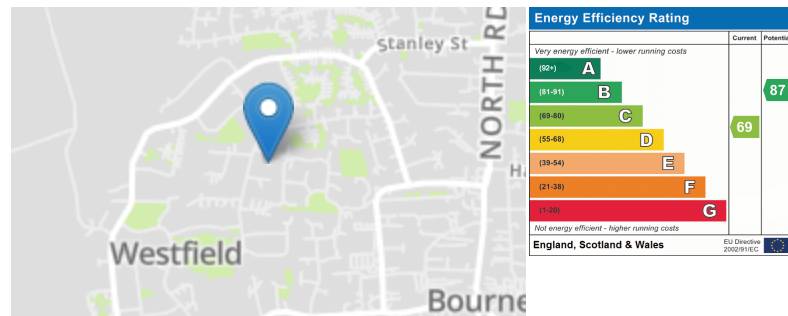 Stanley St
NORTH RD
Westfield
Energy Efficiency Rating
Current
Very energy efficient - lower running costs
(92+) A
(81-91) B
87
(69-80) C
69
(55-68) D
(39-54) E
(21-38) F
(1-20) G
Not energy efficient - higher running costs
England, Scotland & Wales
EU Directive
2002/91/EC